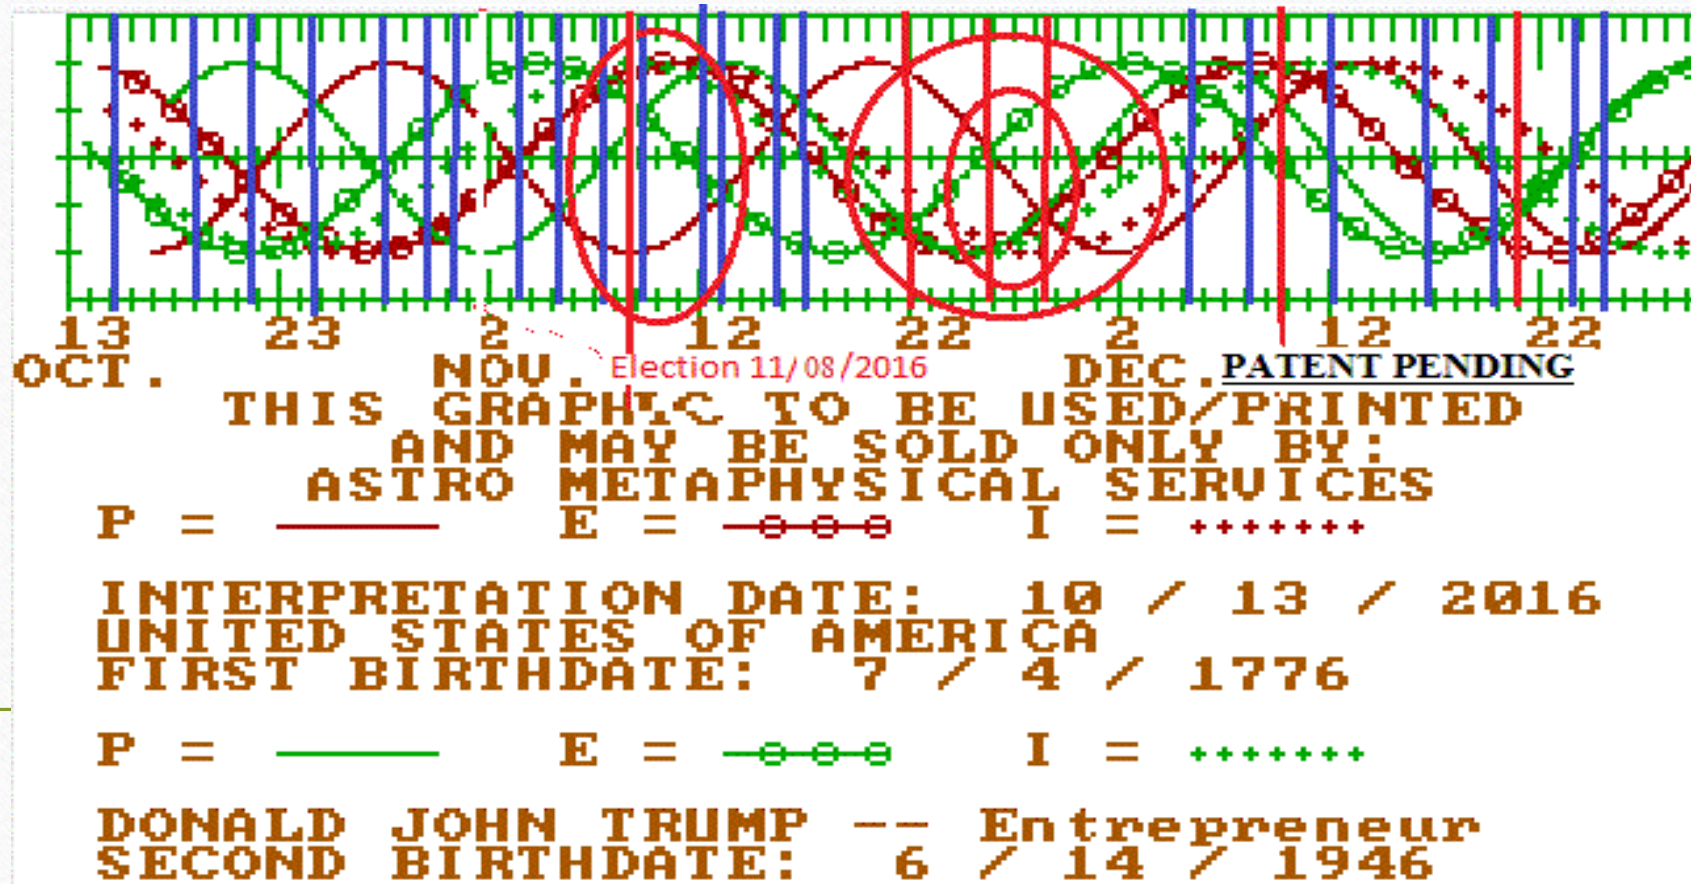 13 23 2 12 22 2 12 22
OCT. NOV. Election 11/08/2016 DEC. PATENT PENDING
THIS GRAPHIC TO BE USED/PRINTED
AND MAY BE SOLD ONLY BY:
ASTRO METAPHYSICAL SERVICES
P = E = I =
INTERPRETATION DATE: 10 / 13 / 2016
UNITED STATES OF AMERICA
FIRST BIRTHDATE: 7 / 4 / 1776
P = E = I =
DONALD JOHN TRUMP -- Entrepreneur
SECOND BIRTHDATE: 6 / 14 / 1946